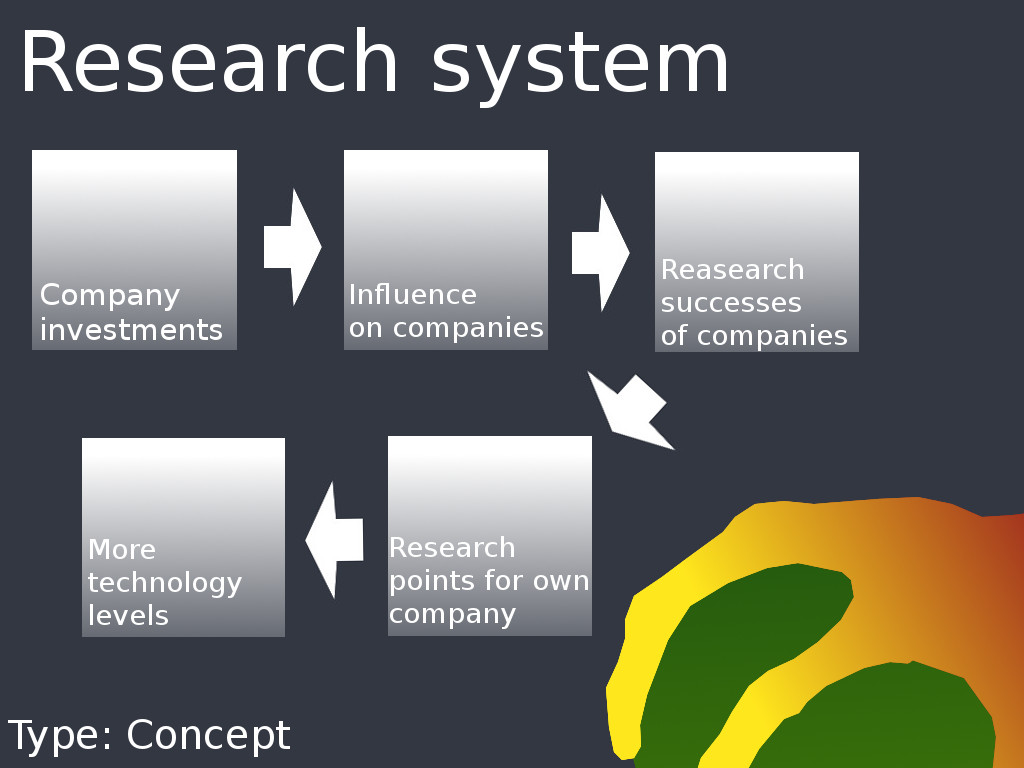 Research system
Company
investments
Influence
on companies
Reasearch
successes
of companies
More
technology
levels
Research
points for own
company
Type: Concept